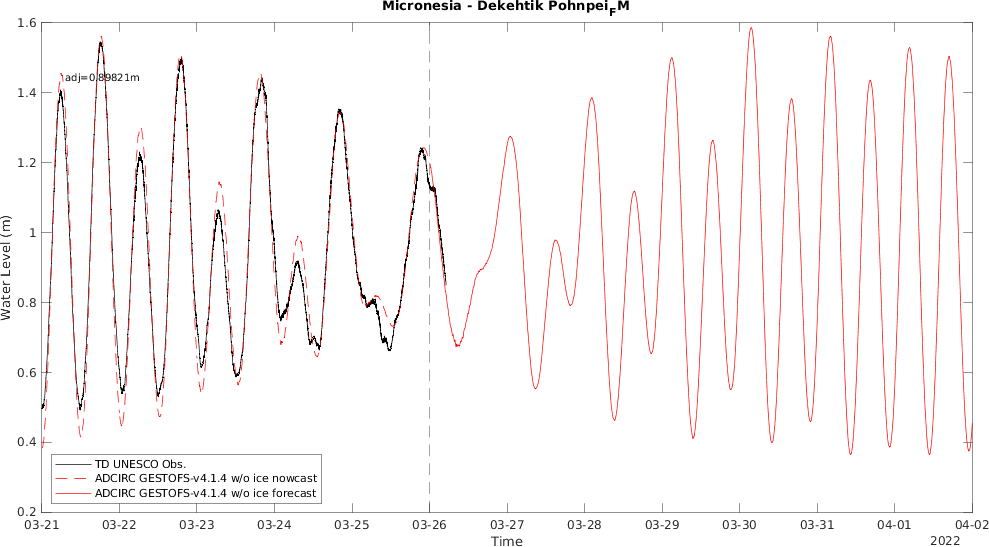 Micronesia - Dekehtik Pohnpei_FM
1.6
adj=0.89821m
1.4
1.2
1
0.8
0.6
0.4
0.2
Water Level (m)
TD UNESCO Obs.
ADCIRC GESTOFS-v4.1.4 w/o ice nowcast
ADCIRC GESTOFS-v4.1.4 w/o ice forecast
03-21 03-22 03-23 03-24 03-25 03-26 03-27 03-28 03-29 03-30 03-31 04-01 04-02
Time
2022